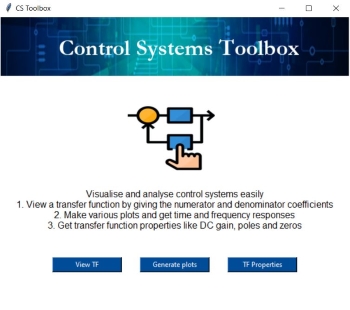 CS Toolbox
Control Systems Toolbox
Visualise and analyse control systems easily
1. View a transfer function by giving the numerator and denominator coefficients
2. Make various plots and get time and frequency responses
3. Get transfer function properties like DC gain, poles and zeros
View TF
Generate plots
TF Properties